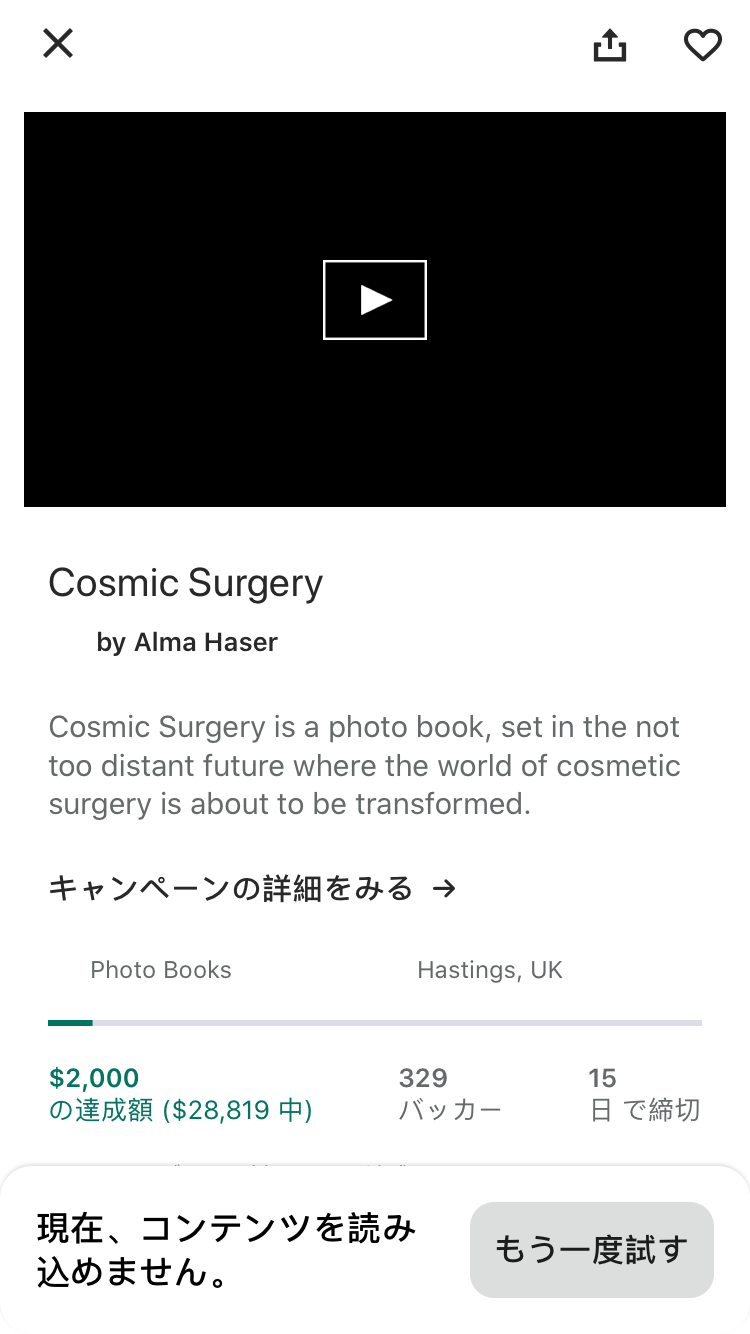 Cosmic Surgery
by Alma Haser
Cosmic Surgery is a photo book, set in the not
too distant future where the world of cosmetic
surgery is about to be transformed.
キャンペーンの詳細をみる →
Photo Books
Hastings, UK
$2,000
の達成額 ($28,819 中)
329
バッカー
15
日 で締切
現在、コンテンツを読み
込めません。
もう一度試す